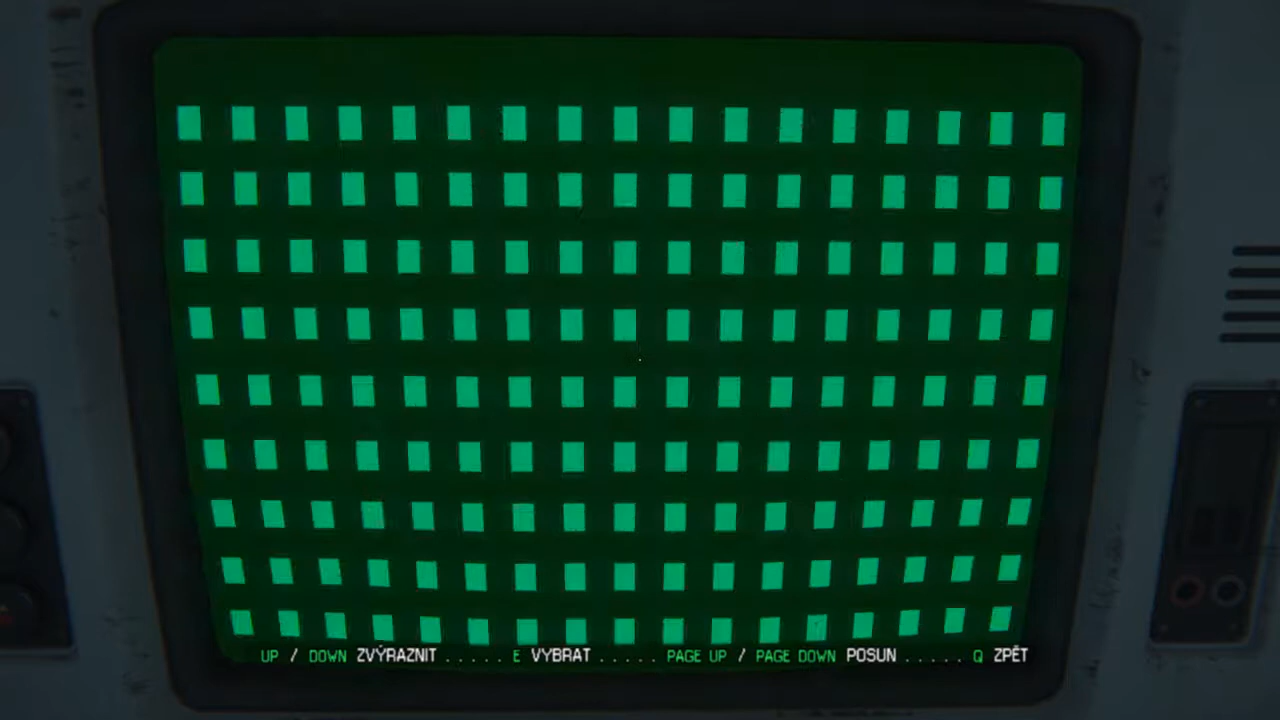 UP / DOWN ZVÝRAZNIT ..... E VYBRAT ..... PAGE UP / PAGE DOWN POSUN ..... Q ZPĚT